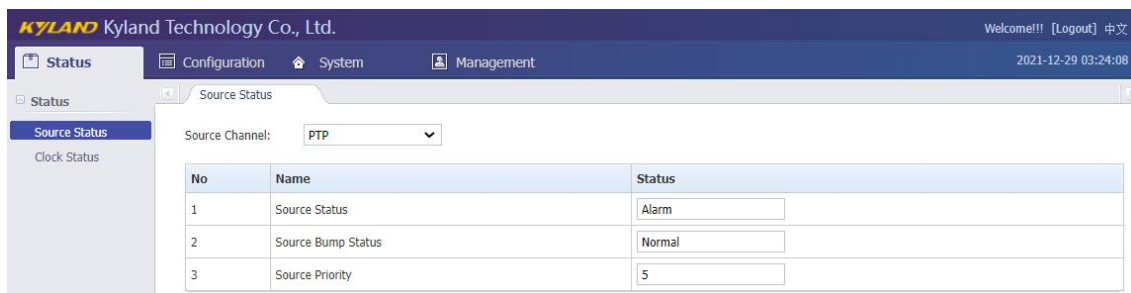 KYLAND Kyland Technology Co., Ltd.
Welcome!!! [Logout] 中文
Status Configuration System Management
2021-12-29 03:24:08
Status
Source Status
Clock Status
Source Status
Source Channel: PTP
No Name Status
1 Source Status Alarm
2 Source Bump Status Normal
3 Source Priority 5